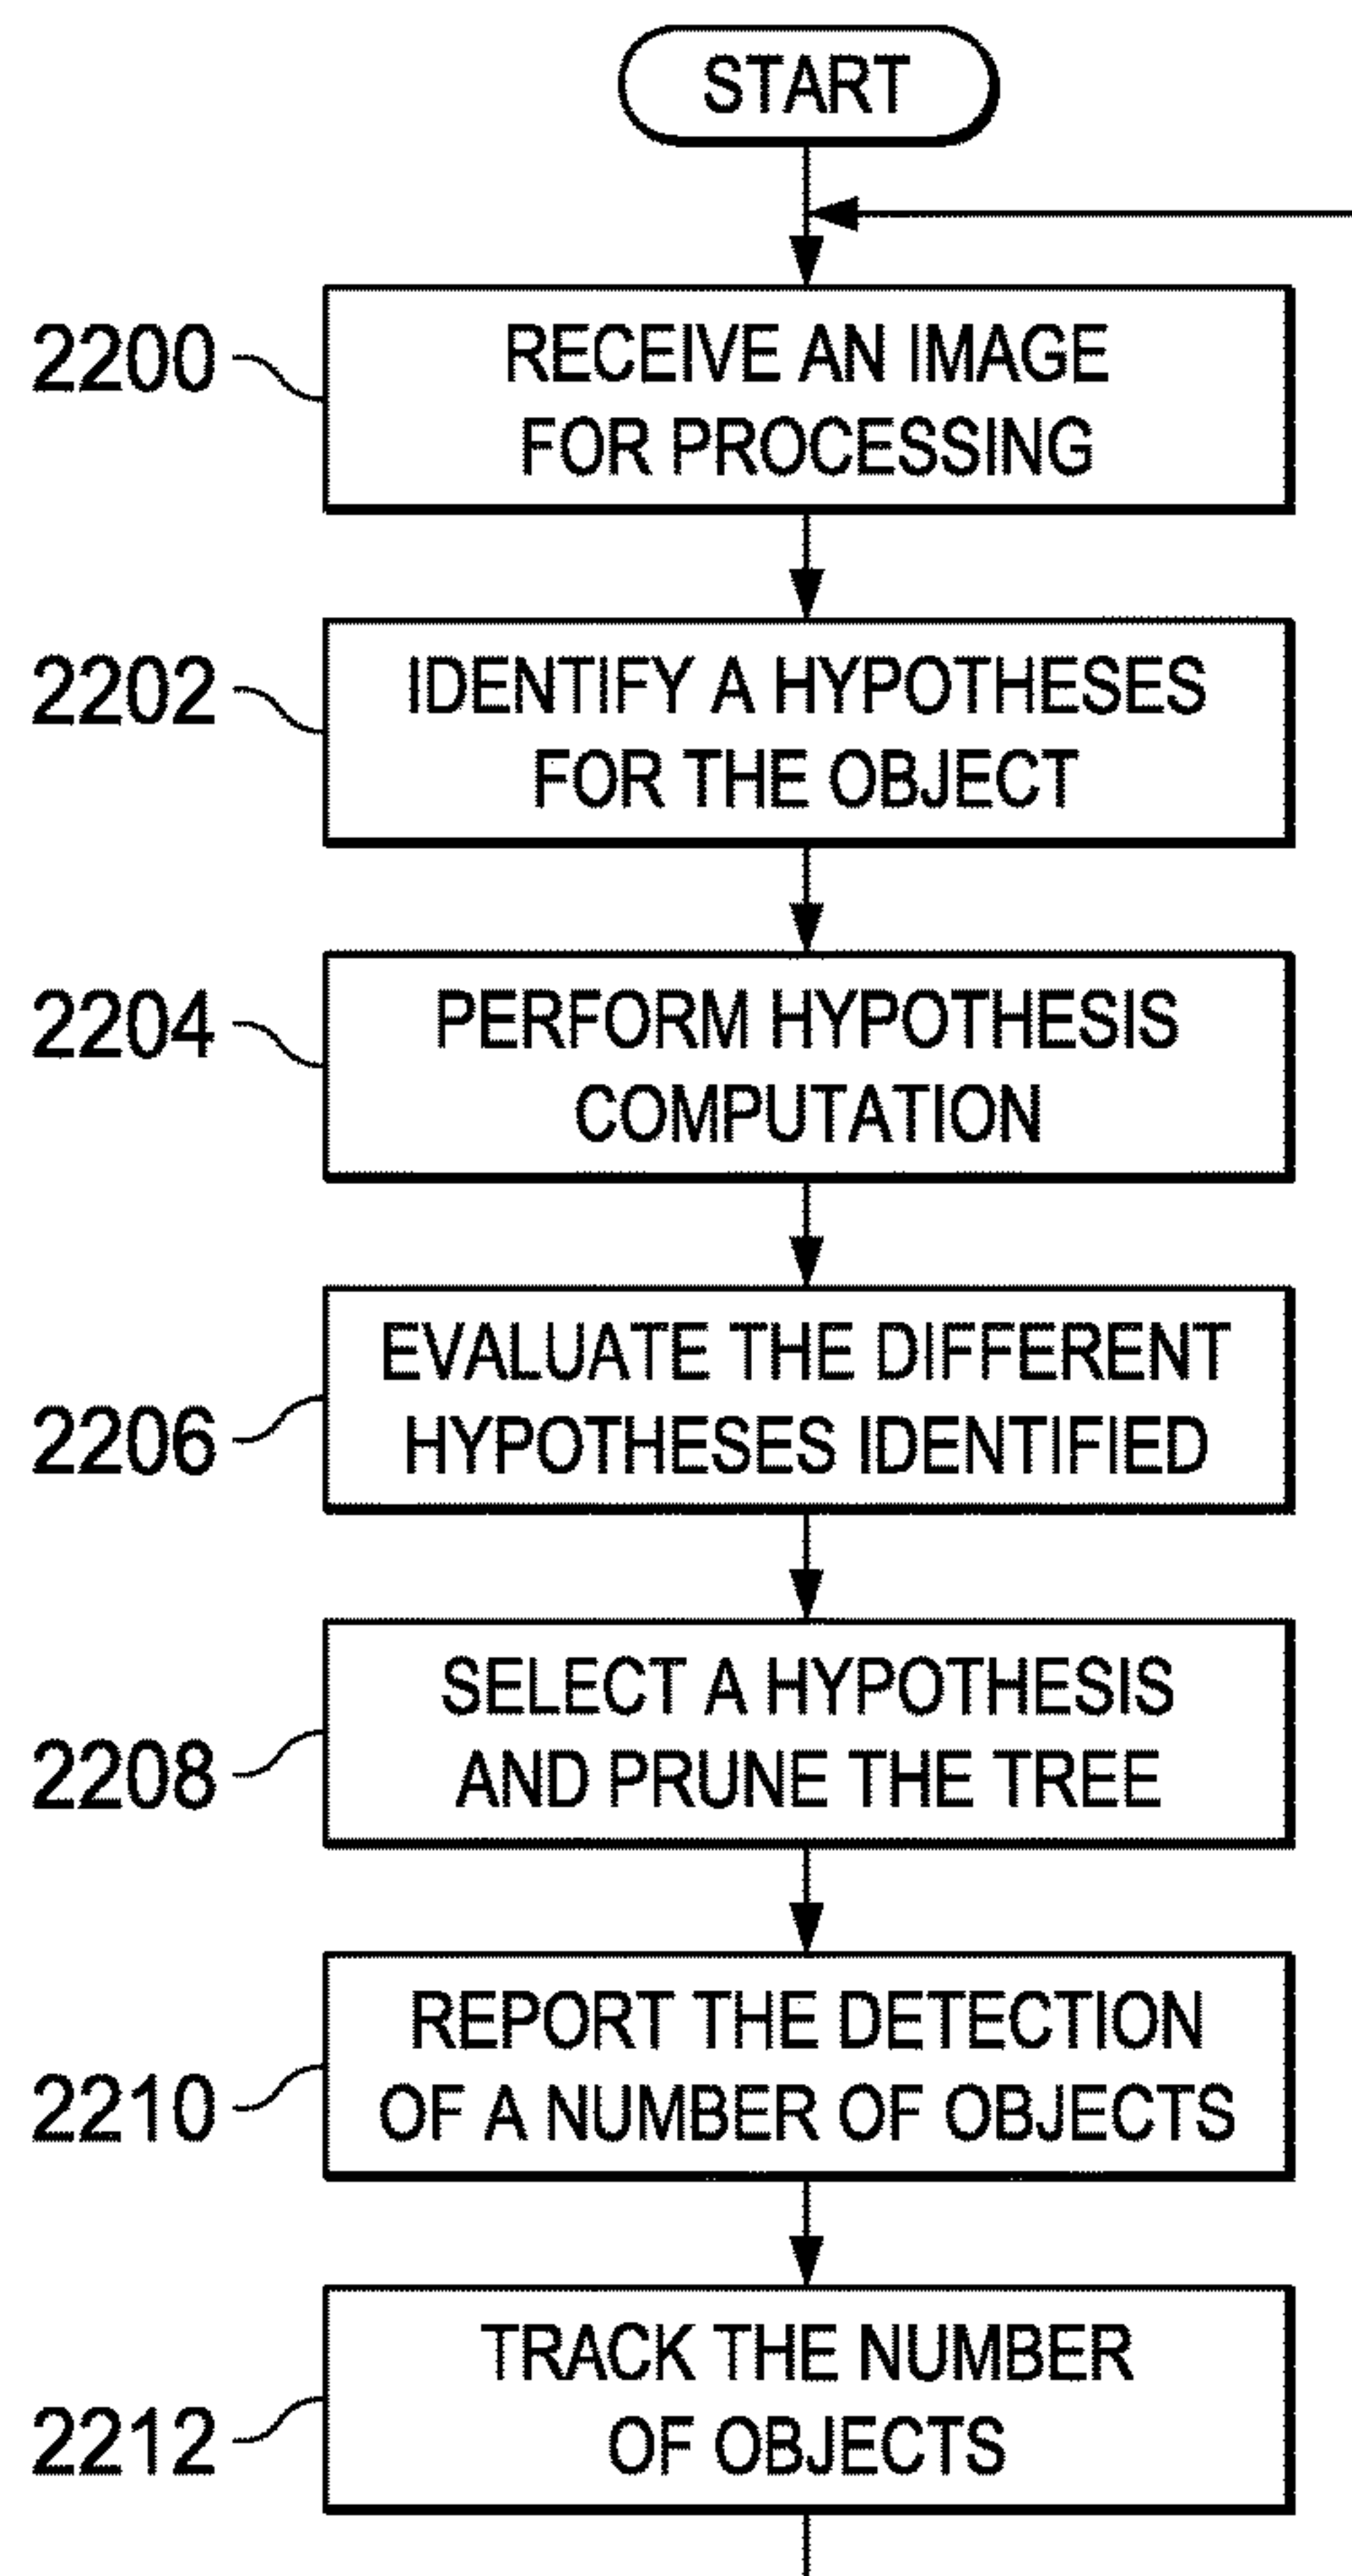 START
2200
RECEIVE AN IMAGE
FOR PROCESSING
2202
IDENTIFY A HYPOTHESES
FOR THE OBJECT
2204
PERFORM HYPOTHESIS
COMPUTATION
2206
EVALUATE THE DIFFERENT
HYPOTHESES IDENTIFIED
2208
SELECT A HYPOTHESIS
AND PRUNE THE TREE
2210
REPORT THE DETECTION
OF A NUMBER OF OBJECTS
2212
TRACK THE NUMBER
OF OBJECTS